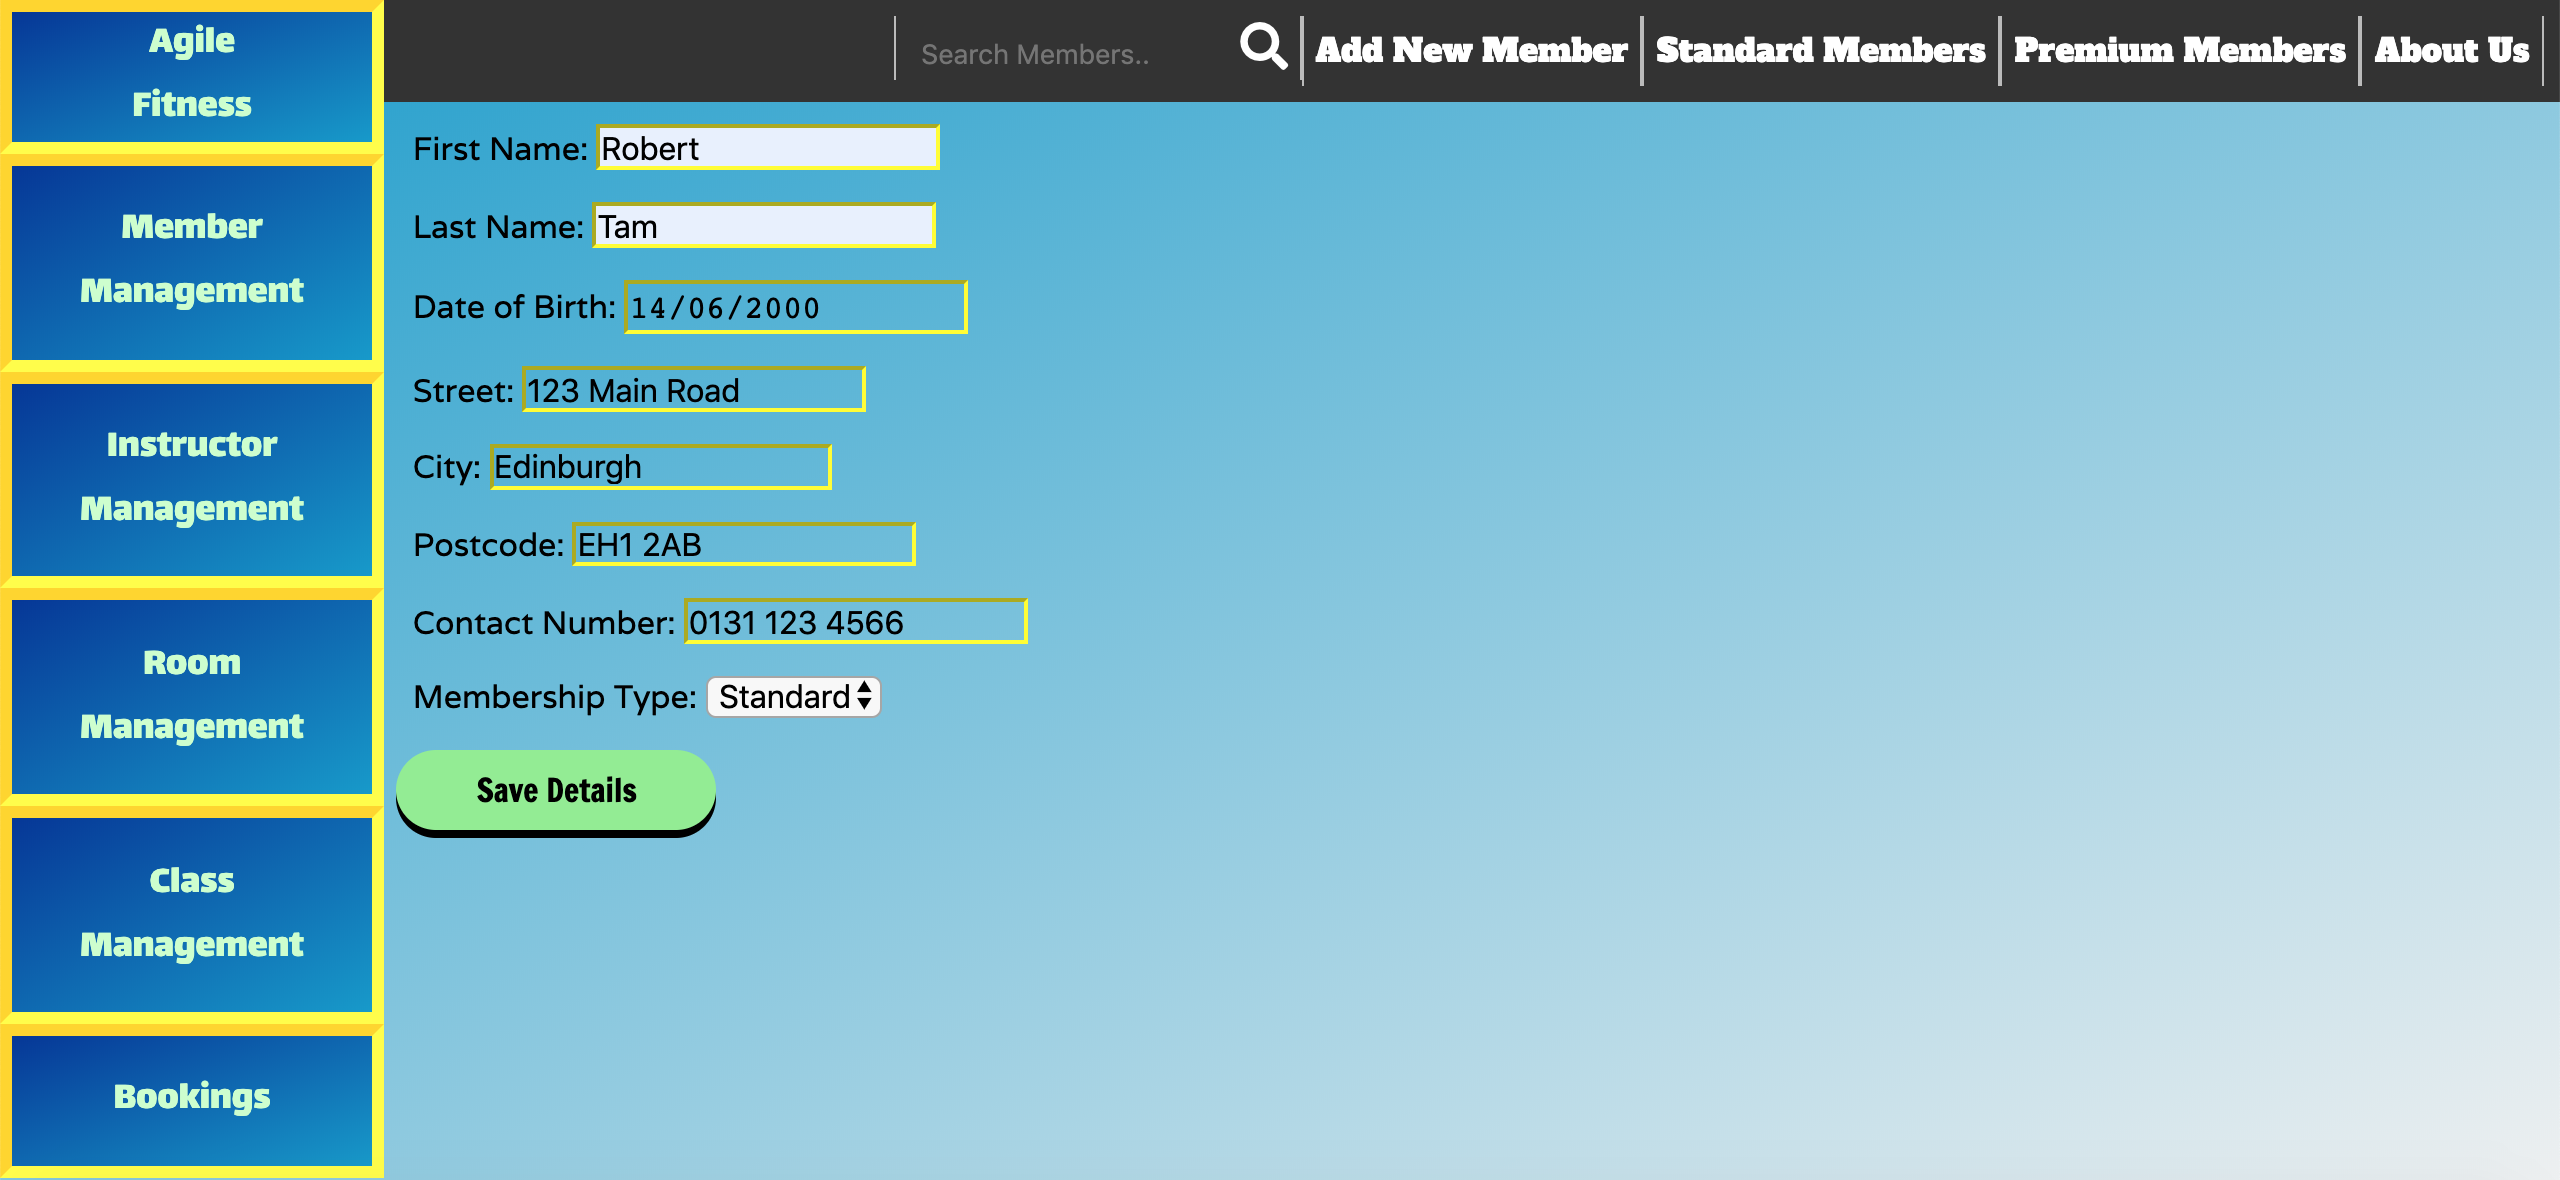 Agile
Fitness
Member
Management
Instructor
Management
Room
Management
Class
Management
Bookings
Search Members..
Add New Member
Standard Members
Premium Members
About Us
First Name: Robert
Last Name: Tam
Date of Birth: 14/06/2000
Street: 123 Main Road
City: Edinburgh
Postcode: EH1 2AB
Contact Number: 0131 123 4566
Membership Type: Standard
Save Details